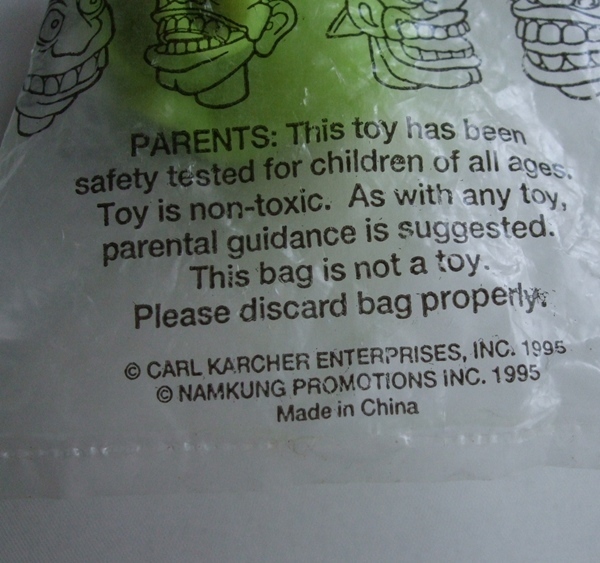 PARENTS: This toy has been
safety tested for children of all ages.
Toy is non-toxic. As with any toy,
parental guidance is suggested.
This bag is not a toy.
Please discard bag properly.
© CARL KARCHER ENTERPRISES, INC. 1995
© NAMKUNG PROMOTIONS INC. 1995
Made in China